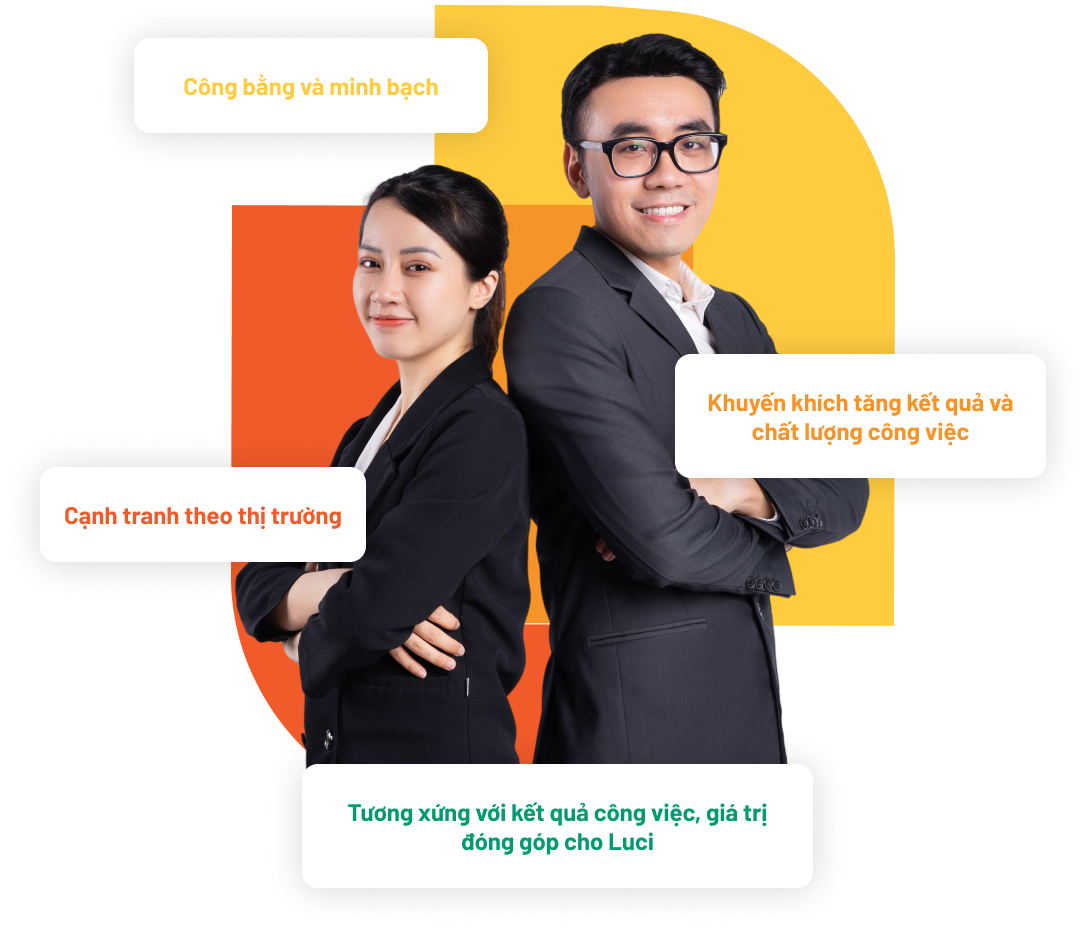 Công bằng và minh bạch
Khuyến khích tăng kết quả và
chất lượng công việc
Cạnh tranh theo thị trường
Tương xứng với kết quả công việc, giá trị
đóng góp cho Luci